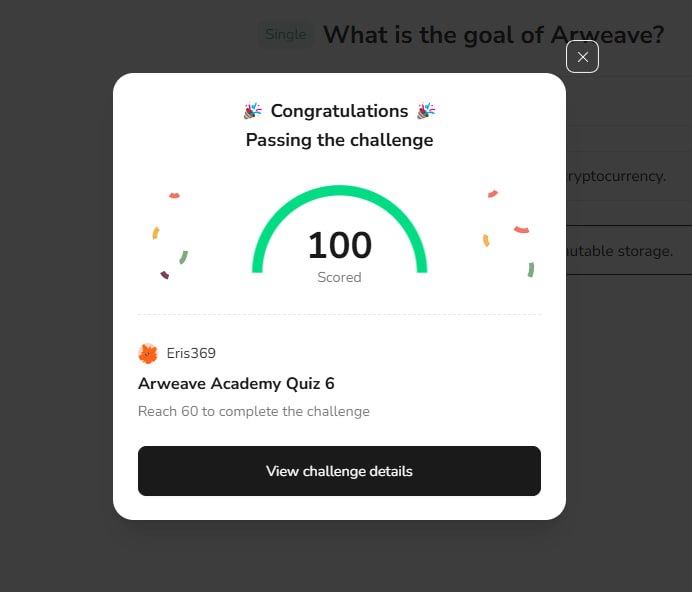 Single What is the goal of Arweave?
Congratulations
Passing the challenge
ryptocurrency.
100
utable storage.
Scored
Eris369
Arweave Academy Quiz 6
Reach 60 to complete the challenge
View challenge details